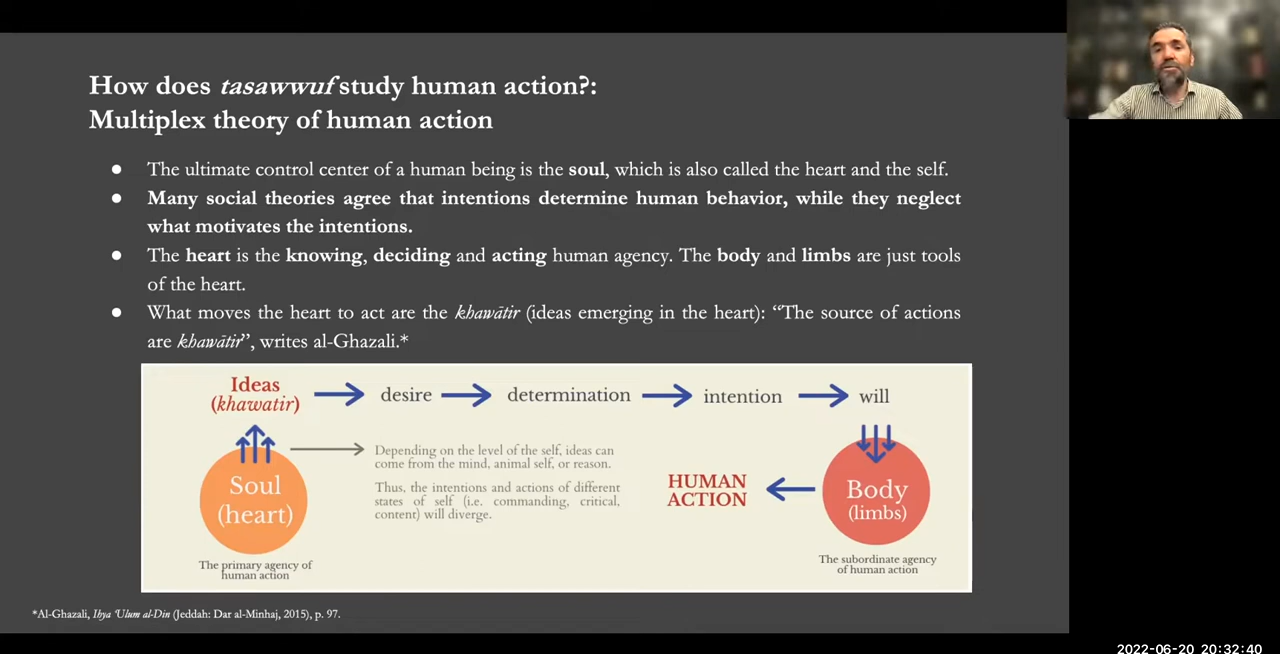 How does tasawwuf study human action?:
Multiplex theory of human action
● The ultimate control center of a human being is the soul, which is also called the heart and the self.
● Many social theories agree that intentions determine human behavior, while they neglect
what motivates the intentions.
● The heart is the knowing, deciding and acting human agency. The body and limbs are just tools
of the heart.
● What moves the heart to act are the khawātir (ideas emerging in the heart): “The source of actions
are khawātir”, writes al-Ghazali.*
Ideas
(khawatir)
desire
determination
intention
will
Soul
(heart)
The primary agency of
human action
Depending on the level of the self, ideas can
come from the mind, animal self, or reason.
Thus, the intentions and actions of different
states of self (i.e. commanding, critical,
content) will diverge.
HUMAN
ACTION
Body
(limbs)
The subordinate agency
of human action
*Al-Ghazali, Ihya 'Ulum al-Din (Jeddah: Dar al-Minhaj, 2015), p. 97.
2022-06-20 20:32:40